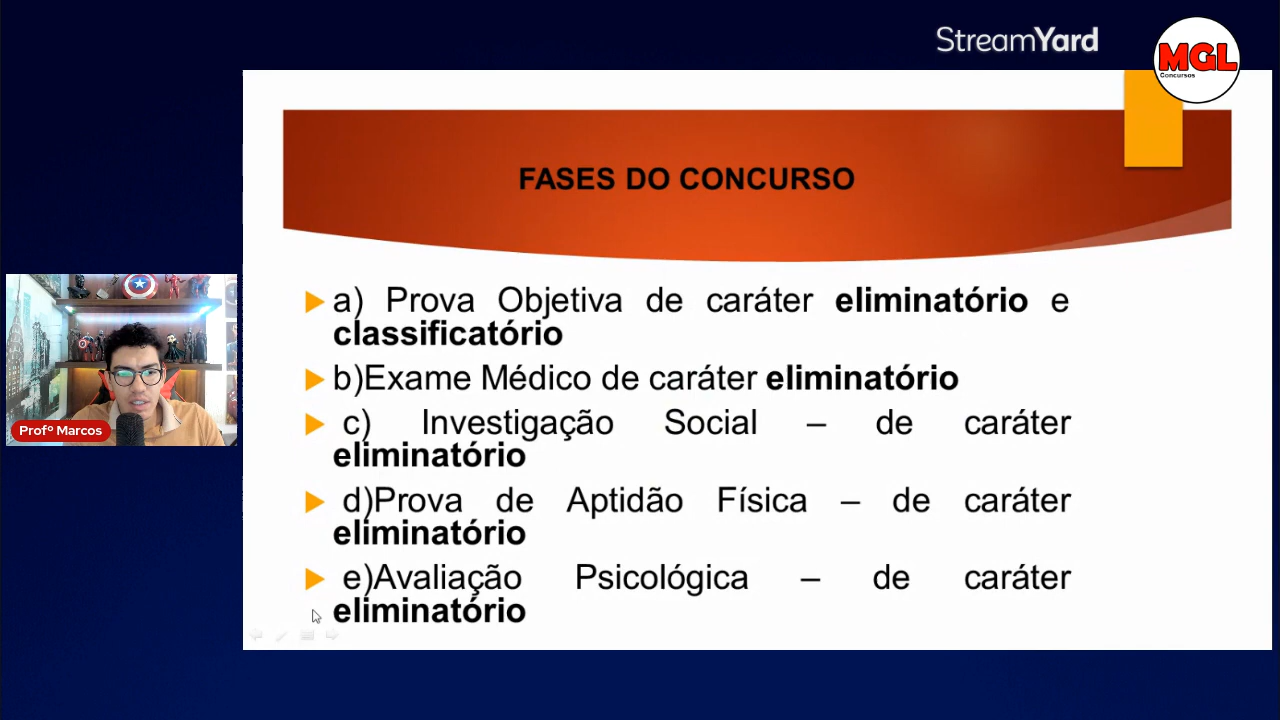 StreamYard
MGL
Concursos
FASES DO CONCURSO
a) Prova Objetiva de caráter eliminatório e
classificatório
b)Exame Médico de caráter eliminatório
c) Investigação Social – de caráter
eliminatório
d)Prova de Aptidão Física – de caráter
eliminatório
e)Avaliação Psicológica – de caráter
eliminatório
Profº Marcos